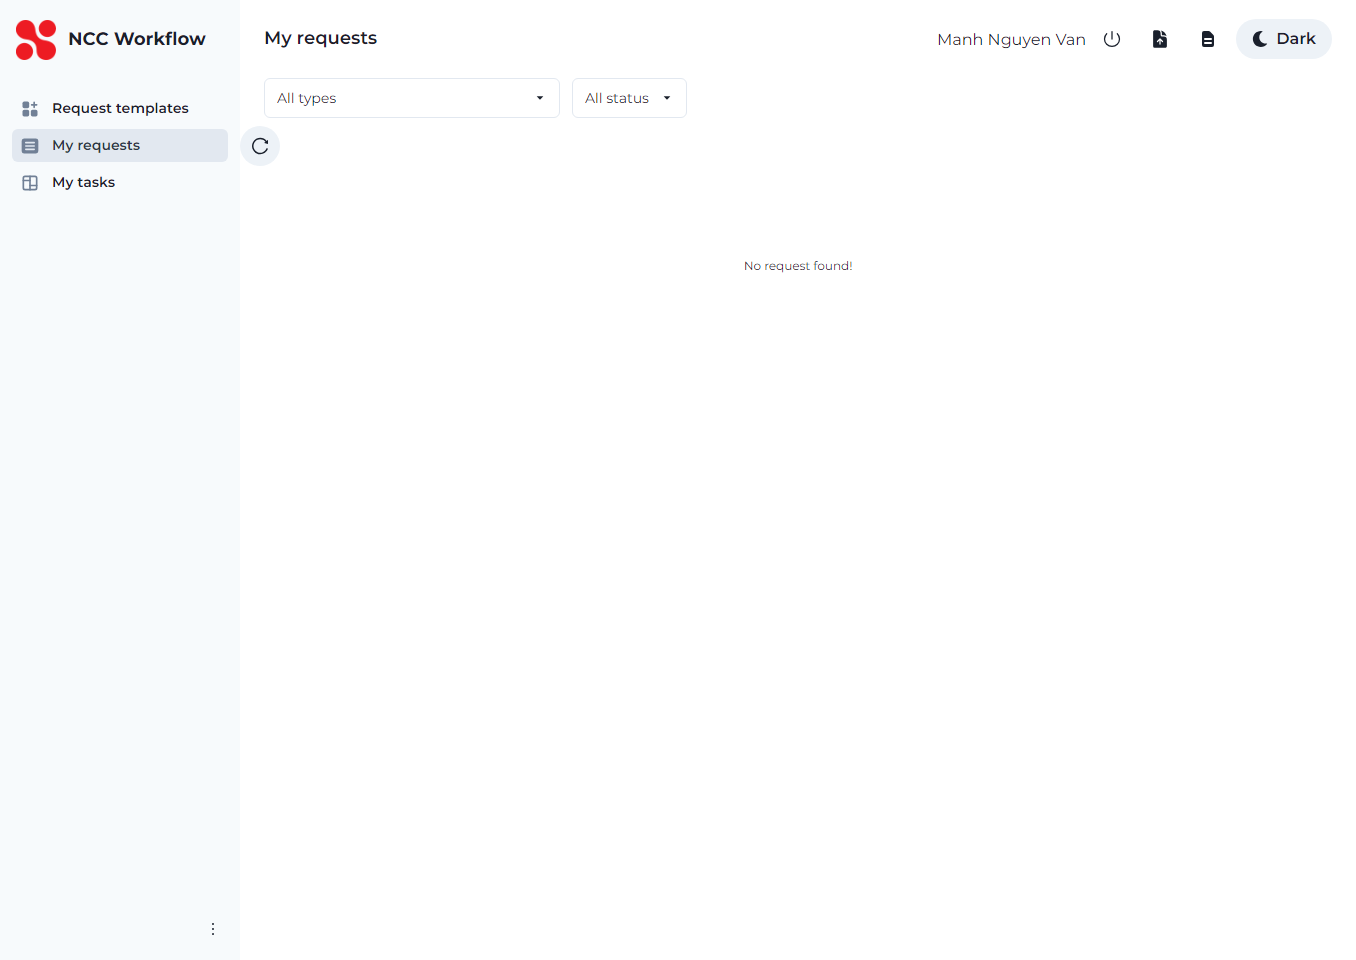 NCC Workflow
My requests
Manh Nguyen Van
Dark
Request templates
My requests
My tasks
All types
All status
No request found!